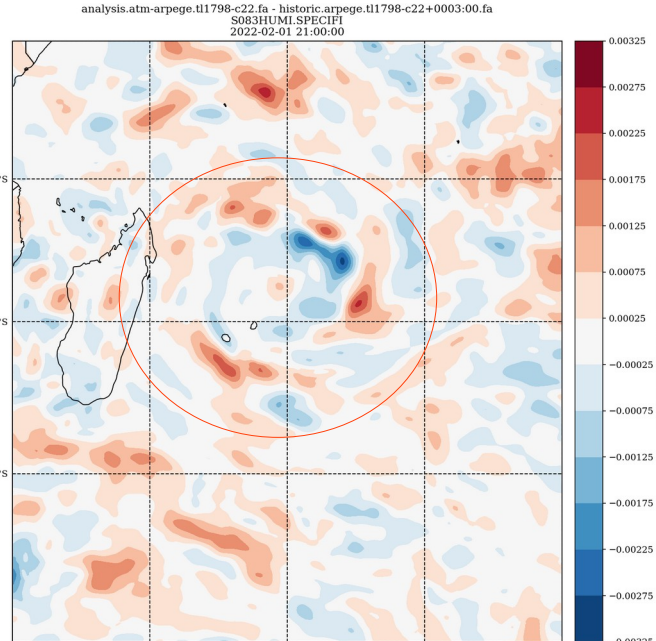 analysis.atm-arpege.tl1798-c22.fa - historic.arpege.tl1798-c22+0003:00.fa
S083HUMI.SPECIFI
2022-02-01 21:00:00
0.00325
0.00275
0.00225
0.00175
0.00125
0.00075
0.00025
−0.00025
−0.00075
−0.00125
−0.00175
−0.00225
−0.00275
°S
°S
°S